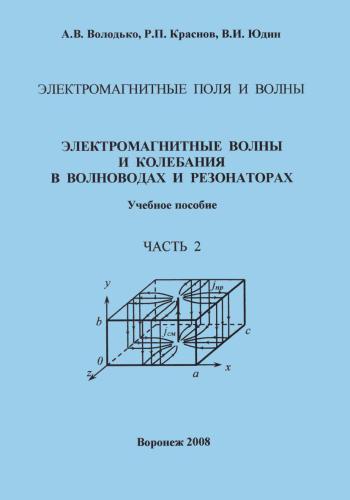 А.В. Володько, Р.П. Краснов, В.И. Юдин
ЭЛЕКТРОМАГНИТНЫЕ ПОЛЯ И ВОЛНЫ
ЭЛЕКТРОМАГНИТНЫЕ ВОЛНЫ
И КОЛЕБАНИЯ
В ВОЛНОВОДАХ И РЕЗОНАТОРАХ
Учебное пособие
ЧАСТЬ 2
y
jпр
b
jсм
c
0
z
a
x
Воронеж 2008